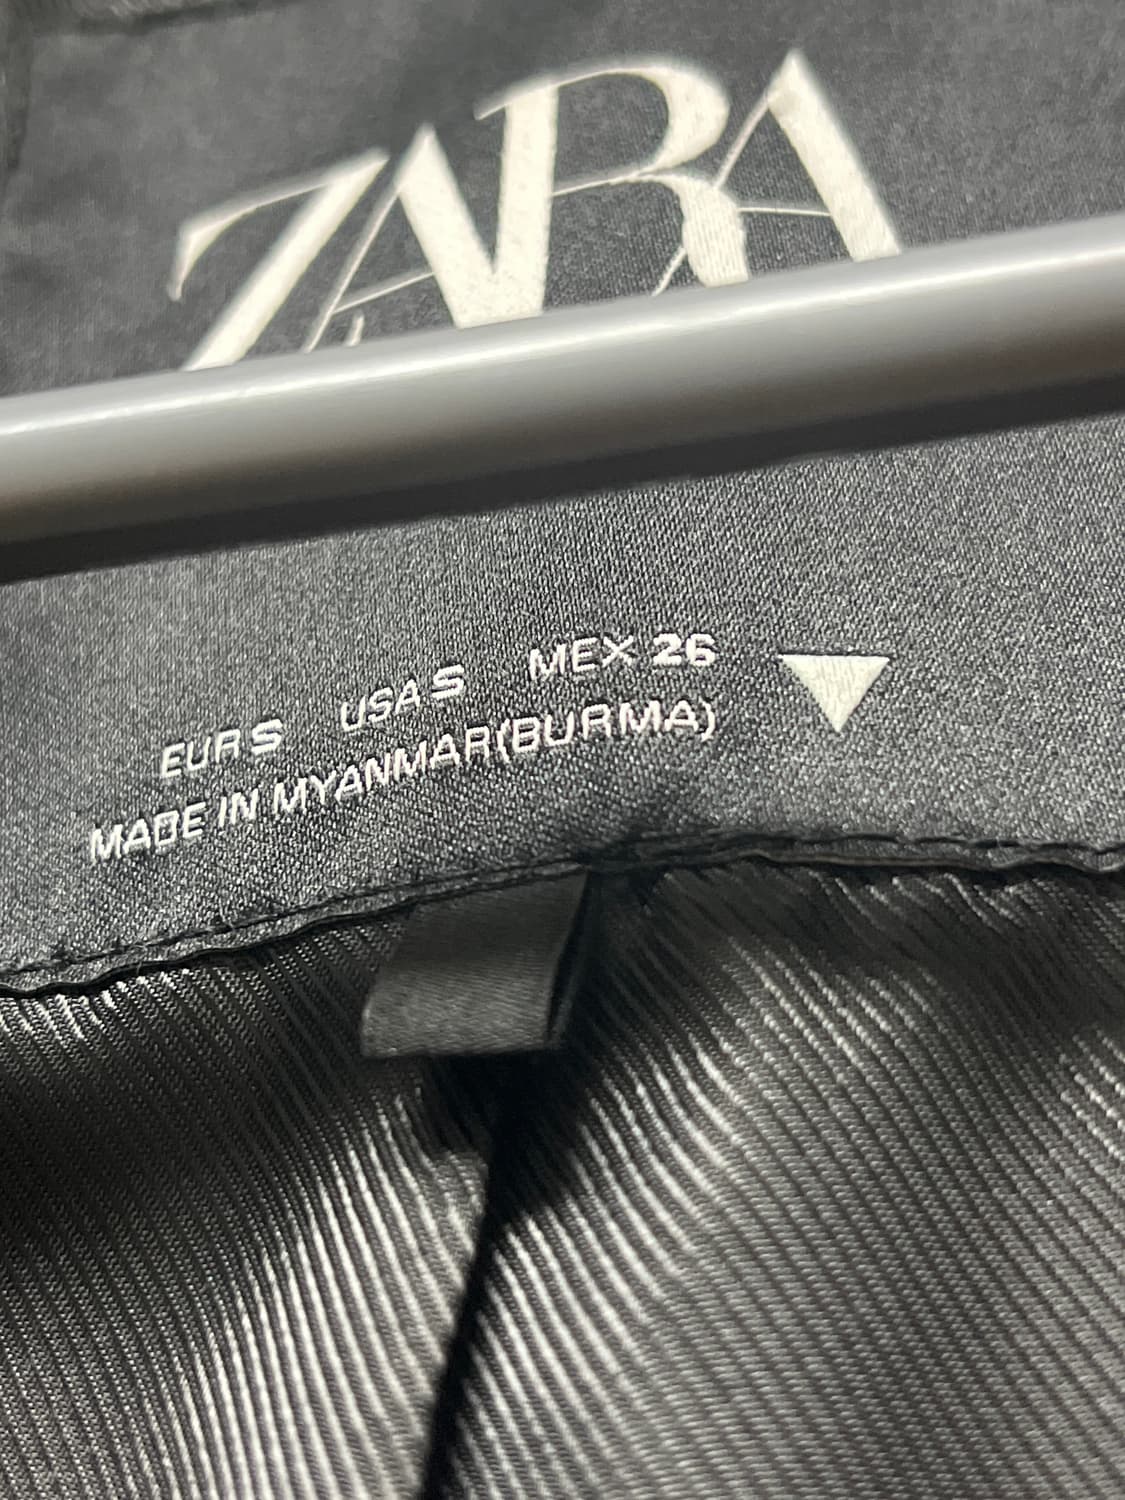 ZARA
EUR S USA S MEX 26
MADE IN MYANMAR(BURMA)